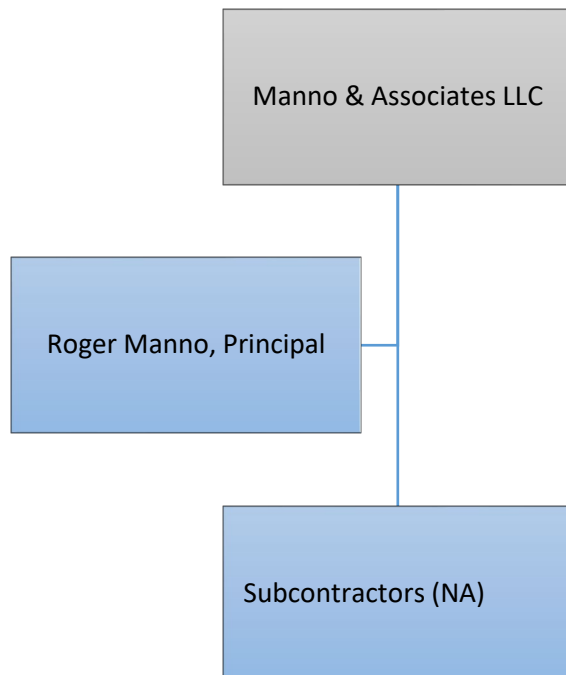 Manno & Associates LLC
Roger Manno, Principal
Subcontractors (NA)